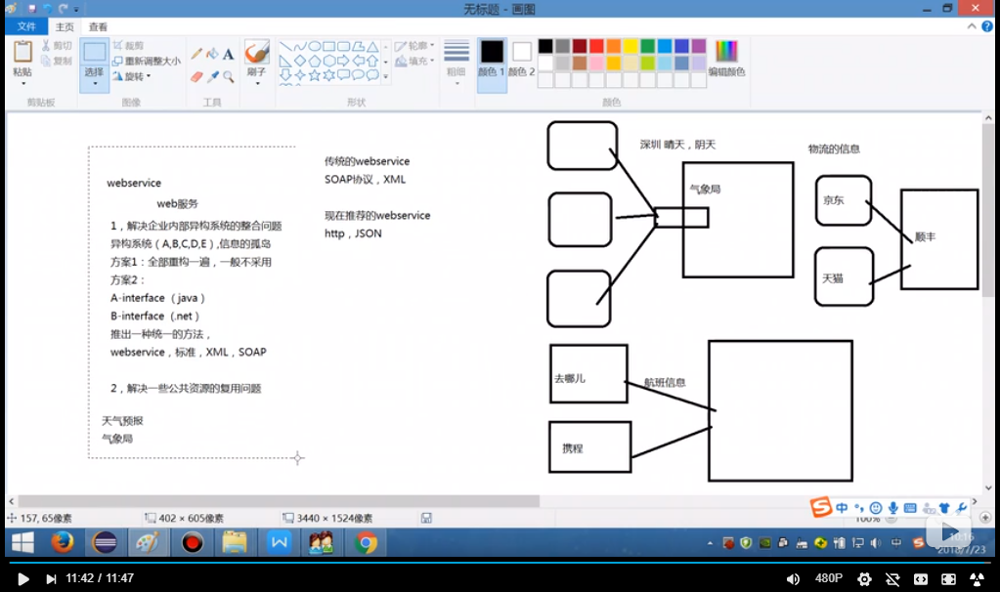 无标题 - 画图
文件 主页 查看
粘贴 剪切 复制
选择 裁剪 重新调整大小 旋转
A
刷子
轮廓 填充
粗细
颜色 1 颜色 2
编辑颜色
剪贴板 图像 工具 形状 颜色
webservice
web服务
1，解决企业内部异构系统的整合问题
异构系统（A,B,C,D,E）,信息的孤岛
方案1：全部重构一遍，一般不采用
方案2：
A-interface（java）
B-interface（.net）
推出一种统一的方法，
webservice，标准，XML，SOAP
2，解决一些公共资源的复用问题
天气预报
气象局
传统的webservice
SOAP协议，XML
现在推荐的webservice
http，JSON
深圳 晴天，阴天
气象局
物流的信息
京东
天猫
顺丰
去哪儿
航班信息
携程
157, 65像素
402 × 605像素
3440 × 1524像素
100%
中
中
10:16
2018/7/23
11:42 / 11:47
480P